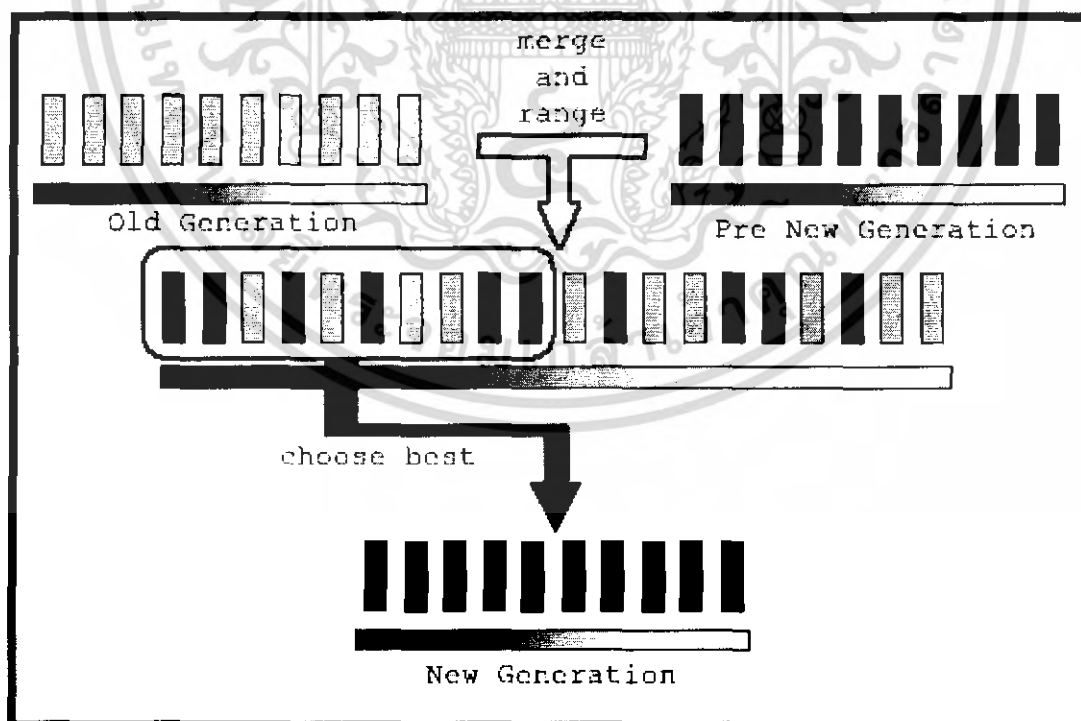 merge
and
range
Old Generation
Pre New Generation
choose best
New Generation